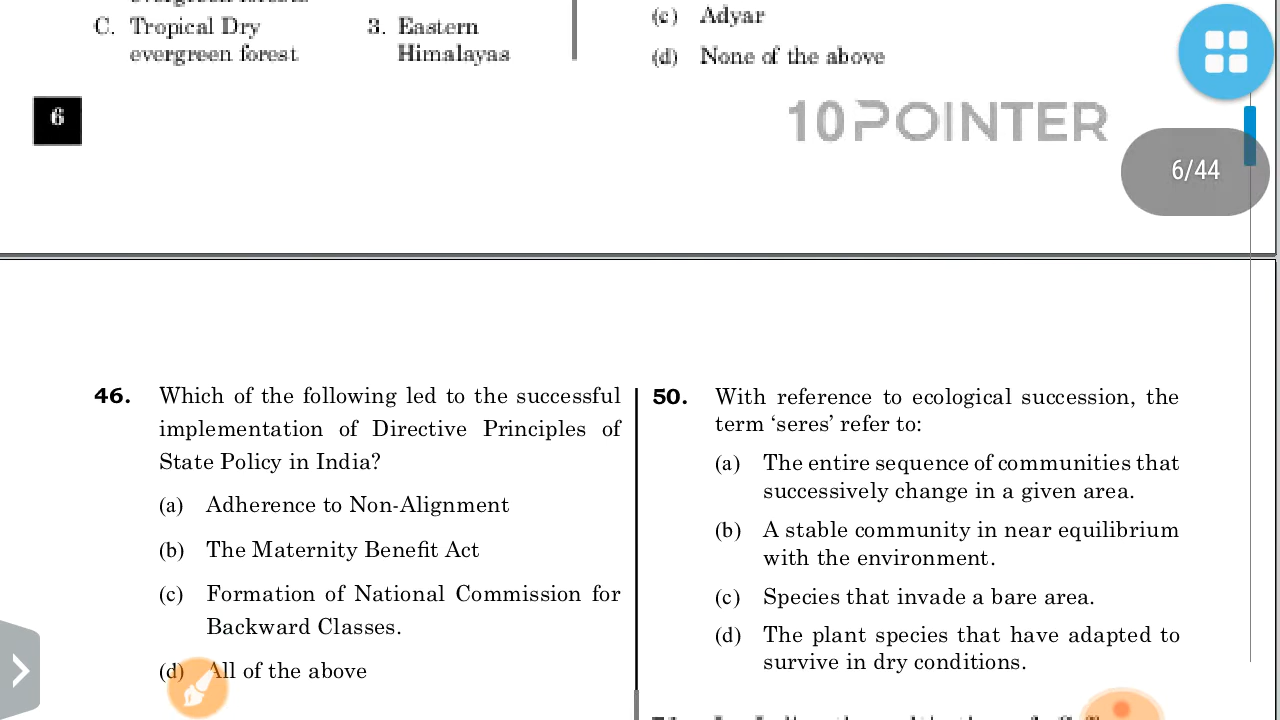 C. Tropical Dry
evergreen forest
3. Eastern
Himalayas
(c) Adyar
(d) None of the above
6
10 POINTER
6/44
46. Which of the following led to the successful
implementation of Directive Principles of
State Policy in India?
(a) Adherence to Non-Alignment
(b) The Maternity Benefit Act
(c) Formation of National Commission for
Backward Classes.
(d) All of the above
50. With reference to ecological succession, the
term ‘seres’ refer to:
(a) The entire sequence of communities that
successively change in a given area.
(b) A stable community in near equilibrium
with the environment.
(c) Species that invade a bare area.
(d) The plant species that have adapted to
survive in dry conditions.